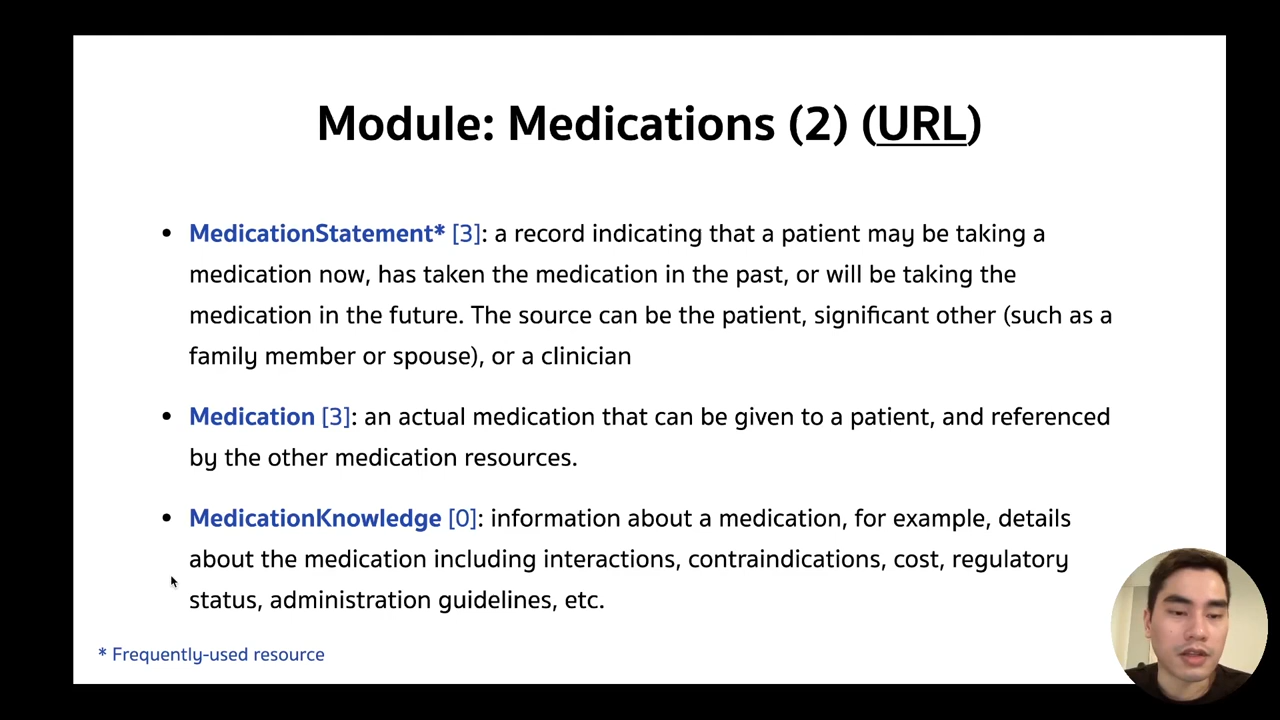 Module: Medications (2) (URL)
• MedicationStatement* [3]: a record indicating that a patient may be taking a
medication now, has taken the medication in the past, or will be taking the
medication in the future. The source can be the patient, significant other (such as a
family member or spouse), or a clinician
• Medication [3]: an actual medication that can be given to a patient, and referenced
by the other medication resources.
• MedicationKnowledge [0]: information about a medication, for example, details
about the medication including interactions, contraindications, cost, regulatory
status, administration guidelines, etc.
* Frequently-used resource